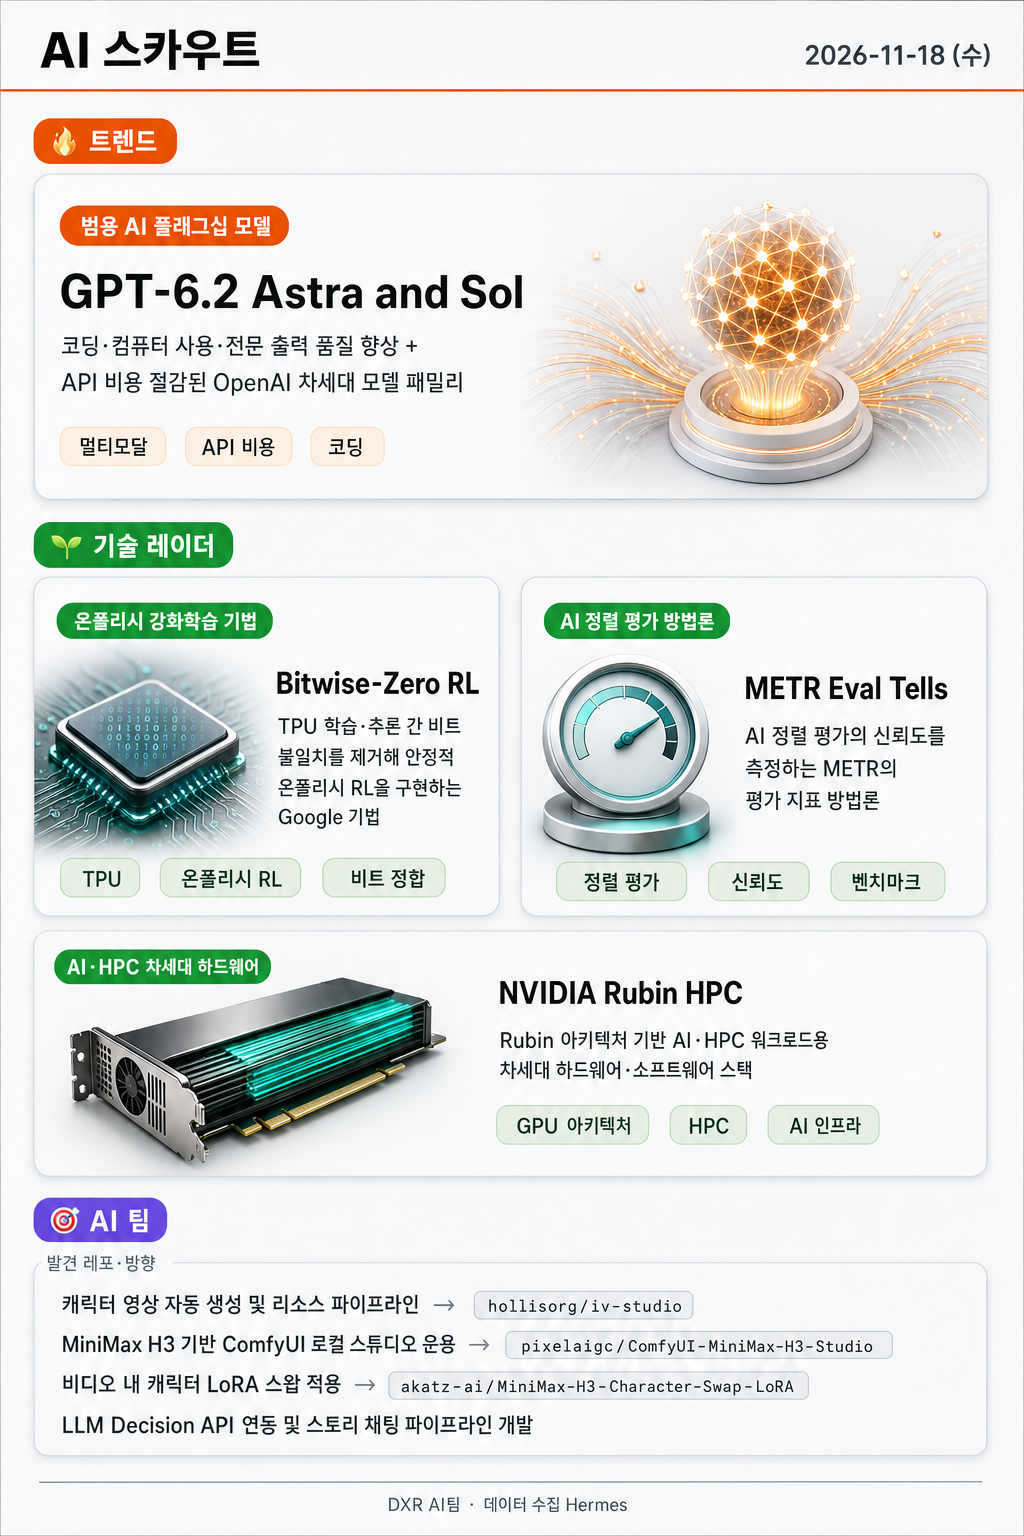 AI 스카우트
2026-11-18 (수)
트렌드
범용 AI 플래그십 모델
GPT-6.2 Astra and Sol
코딩·컴퓨터 사용·전문 출력 품질 향상 +
API 비용 절감된 OpenAI 차세대 모델 패밀리
멀티모달
API 비용
코딩
기술 레이더
온폴리시 강화학습 기법
Bitwise-Zero RL
TPU 학습·추론 간 비트
불일치를 제거해 안정적
온폴리시 RL을 구현하는
Google 기법
TPU
온폴리시 RL
비트 정합
AI 정렬 평가 방법론
METR Eval Tells
AI 정렬 평가의 신뢰도를
측정하는 METR의
평가 지표 방법론
정렬 평가
신뢰도
벤치마크
AI·HPC 차세대 하드웨어
NVIDIA Rubin HPC
Rubin 아키텍처 기반 AI·HPC 워크로드용
차세대 하드웨어·소프트웨어 스택
GPU 아키텍처
HPC
AI 인프라
AI 팀
발견 레포·방향
캐릭터 영상 자동 생성 및 리소스 파이프라인 → hollisorg/iv-studio
MiniMax H3 기반 ComfyUI 로컬 스튜디오 운용 → pixelaigc/ComfyUI-MiniMax-H3-Studio
비디오 내 캐릭터 LoRA 스왑 적용 → akatz-ai/MiniMax-H3-Character-Swap-LoRA
LLM Decision API 연동 및 스토리 채팅 파이프라인 개발
DXR AI팀 · 데이터 수집 Hermes